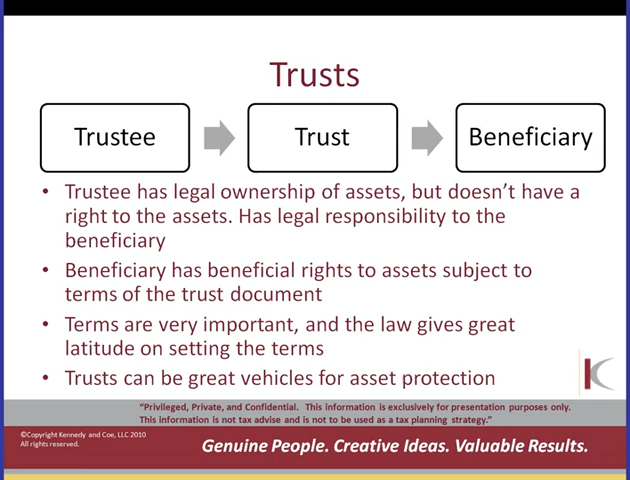 Trusts
Trustee
Trust
Beneficiary
• Trustee has legal ownership of assets, but doesn't have a
right to the assets. Has legal responsibility to the
beneficiary
• Beneficiary has beneficial rights to assets subject to
terms of the trust document
• Terms are very important, and the law gives great
latitude on setting the terms
• Trusts can be great vehicles for asset protection
K
"Privileged, Private, and Confidential. This information is exclusively for presentation purposes only.
This information is not tax advise and is not to be used as a tax planning strategy."
©Copyright Kennedy and Coe, LLC 2010
All rights reserved.
Genuine People. Creative Ideas. Valuable Results.